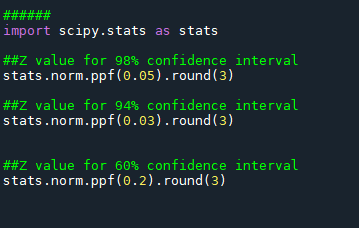 ######
import scipy.stats as stats
##Z value for 98% confidence interval
stats.norm.ppf(0.05).round(3)
##Z value for 94% confidence interval
stats.norm.ppf(0.03).round(3)
##Z value for 60% confidence interval
stats.norm.ppf(0.2).round(3)